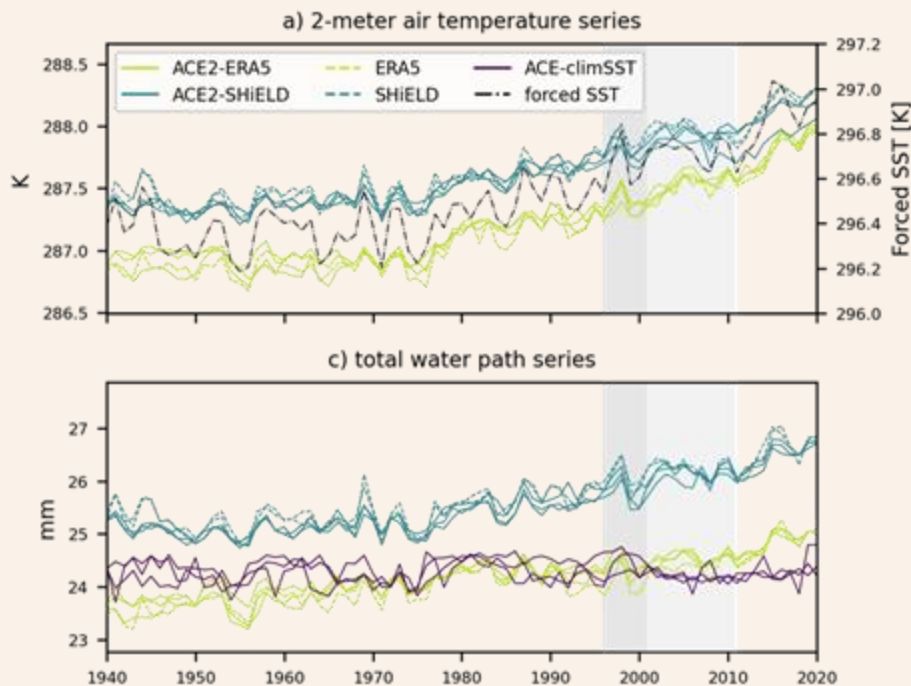 a) 2-meter air temperature series
288.5
288.0
287.5
287.0
286.5
K
ACE2-ERA5
ERA5
ACE-climSST
ACE2-SHiELD
SHiELD
forced SST
297.2
297.0
296.8
296.6
296.4
296.2
296.0
Forced SST [K]
c) total water path series
27
26
25
24
23
mm
1940 1950 1960 1970 1980 1990 2000 2010 2020